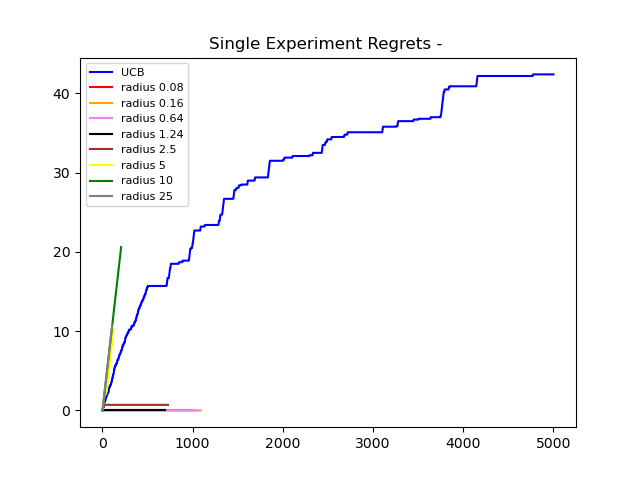 Single Experiment Regrets -
UCB
radius 0.08
radius 0.16
radius 0.64
radius 1.24
radius 2.5
radius 5
radius 10
radius 25
40
30
20
10
0
0 1000 2000 3000 4000 5000